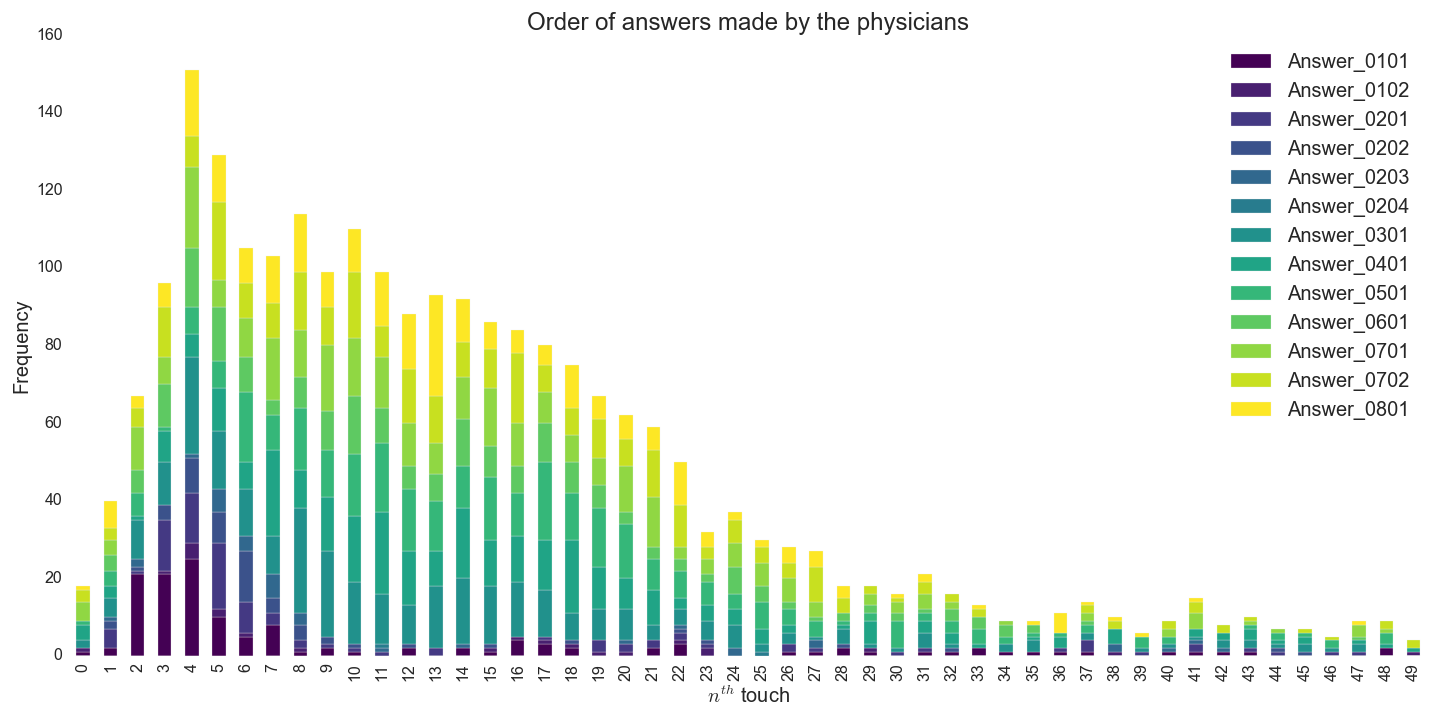 Order of answers made by the physicians
160
140
120
100
80
60
40
20
0
Frequency
0 1 2 3 4 5 6 7 8 9 10 11 12 13 14 15 16 17 18 19 20 21 22 23 24 25 26 27 28 29 30 31 32 33 34 35 36 37 38 39 40 41 42 43 44 45 46 47 48 49
nth touch
Answer_0101
Answer_0102
Answer_0201
Answer_0202
Answer_0203
Answer_0204
Answer_0301
Answer_0401
Answer_0501
Answer_0601
Answer_0701
Answer_0702
Answer_0801